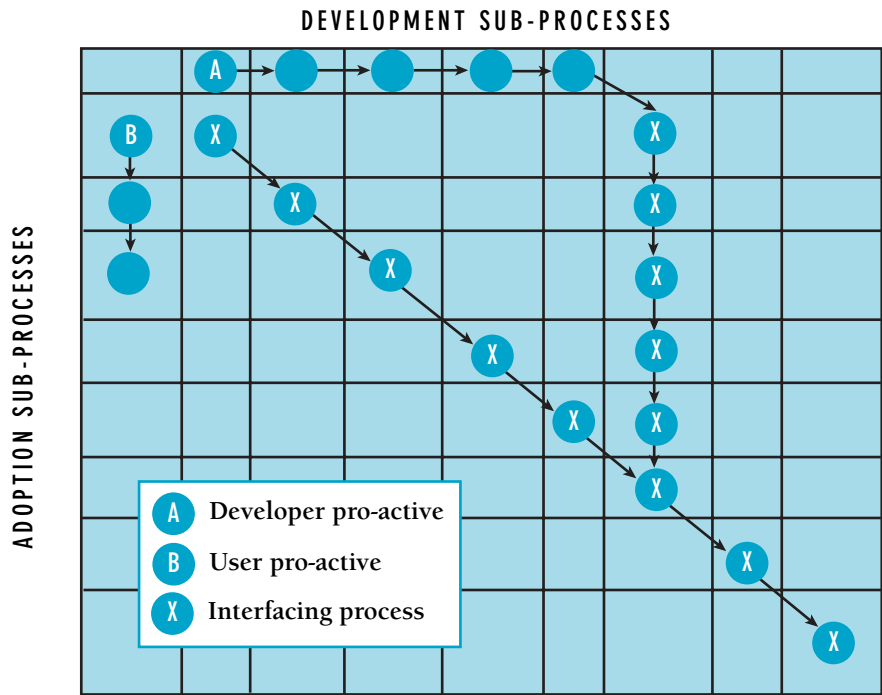 DEVELOPMENT SUB-PROCESSES
ADOPTION SUB-PROCESSES
A
B
X
X
X
X
X
X
X
X
X
X
X
X
X
A Developer pro-active
B User pro-active
X Interfacing process